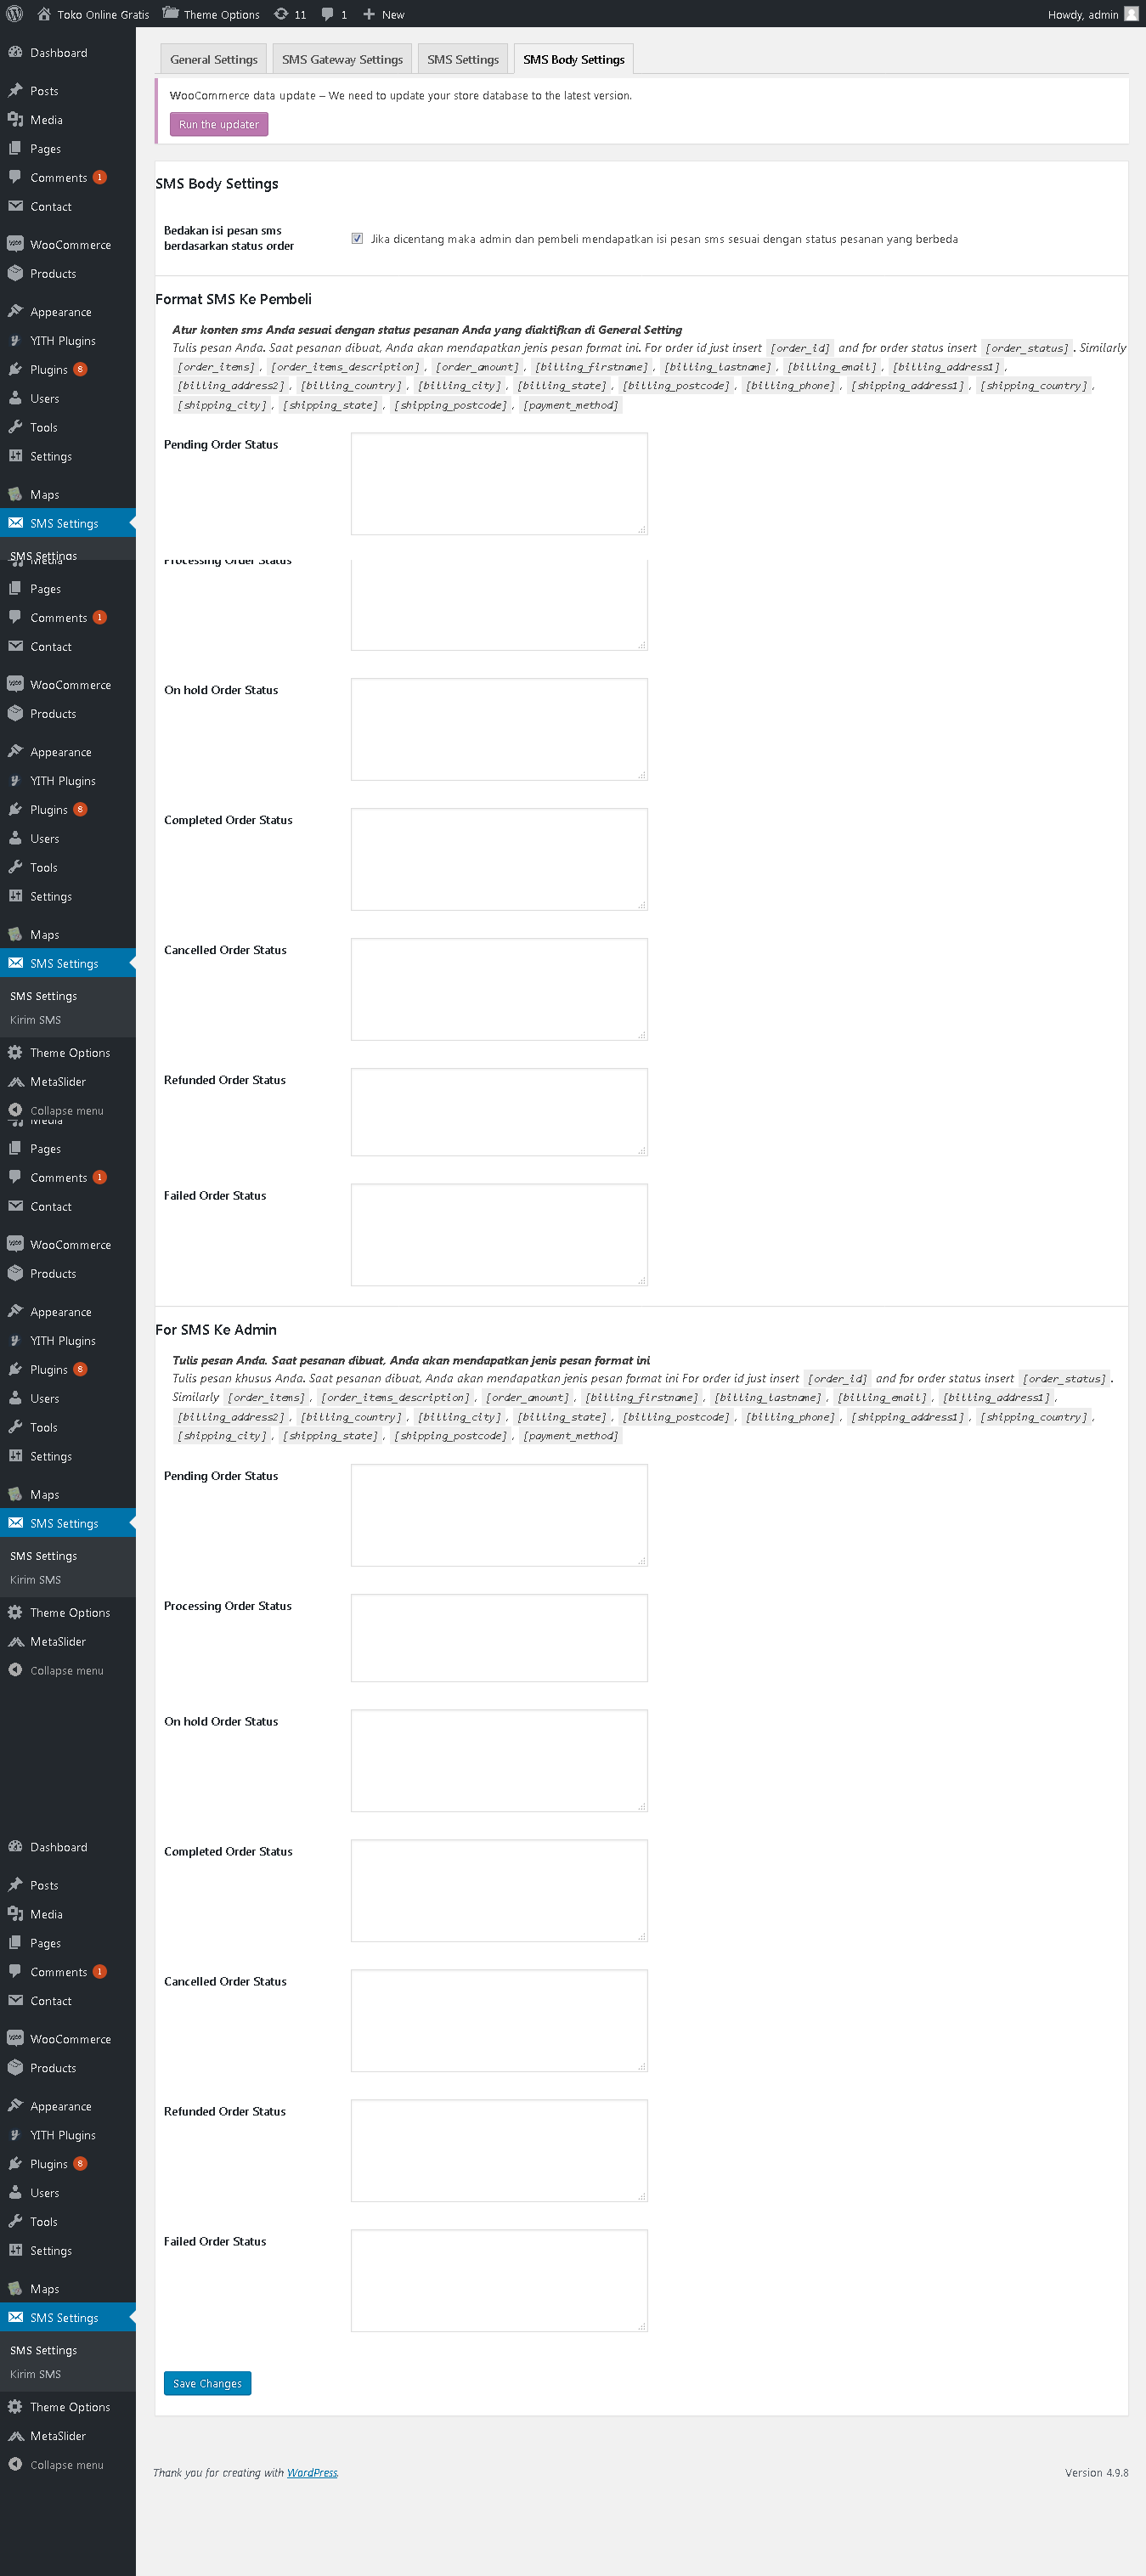 Toko Online Gratis
Theme Options
11
1
New
Howdy, admin
Dashboard
Posts
Media
Pages
Comments 1
Contact
WooCommerce
Products
Appearance
YITH Plugins
Plugins 8
Users
Tools
Settings
Maps
SMS Settings
SMS Settings
Media
Pages
Comments 1
Contact
WooCommerce
Products
Appearance
YITH Plugins
Plugins 8
Users
Tools
Settings
Maps
SMS Settings
SMS Settings
Kirim SMS
Theme Options
MetaSlider
Collapse menu
Media
Pages
Comments 1
Contact
WooCommerce
Products
Appearance
YITH Plugins
Plugins 8
Users
Tools
Settings
Maps
SMS Settings
SMS Settings
Kirim SMS
Theme Options
MetaSlider
Collapse menu
Dashboard
Posts
Media
Pages
Comments 1
Contact
WooCommerce
Products
Appearance
YITH Plugins
Plugins 8
Users
Tools
Settings
Maps
SMS Settings
SMS Settings
Kirim SMS
Theme Options
MetaSlider
Collapse menu
General Settings
SMS Gateway Settings
SMS Settings
SMS Body Settings
WooCommerce data update – We need to update your store database to the latest version.
Run the updater
SMS Body Settings
Bedakan isi pesan sms
berdasarkan status order
Jika dicentang maka admin dan pembeli mendapatkan isi pesan sms sesuai dengan status pesanan yang berbeda
Format SMS Ke Pembeli
Atur konten sms Anda sesuai dengan status pesanan Anda yang diaktifkan di General Setting
Tulis pesan Anda. Saat pesanan dibuat, Anda akan mendapatkan jenis pesan format ini. For order id just insert [order_id] and for order status insert [order_status] . Similarly
[order_items] , [order_items_description] , [order_amount] , [billing_firstname] , [billing_lastname] , [billing_email] , [billing_address1] ,
[billing_address2] , [billing_country] , [billing_city] , [billing_state] , [billing_postcode] , [billing_phone] , [shipping_address1] , [shipping_country] ,
[shipping_city] , [shipping_state] , [shipping_postcode] , [payment_method]
Pending Order Status
Processing Order Status
On hold Order Status
Completed Order Status
Cancelled Order Status
Refunded Order Status
Failed Order Status
For SMS Ke Admin
Tulis pesan Anda. Saat pesanan dibuat, Anda akan mendapatkan jenis pesan format ini
Tulis pesan khusus Anda. Saat pesanan dibuat, Anda akan mendapatkan jenis pesan format ini For order id just insert [order_id] and for order status insert [order_status] .
Similarly [order_items] , [order_items_description] , [order_amount] , [billing_firstname] , [billing_lastname] , [billing_email] , [billing_address1] ,
[billing_address2] , [billing_country] , [billing_city] , [billing_state] , [billing_postcode] , [billing_phone] , [shipping_address1] , [shipping_country] ,
[shipping_city] , [shipping_state] , [shipping_postcode] , [payment_method]
Pending Order Status
Processing Order Status
On hold Order Status
Completed Order Status
Cancelled Order Status
Refunded Order Status
Failed Order Status
Save Changes
Thank you for creating with WordPress.
Version 4.9.8